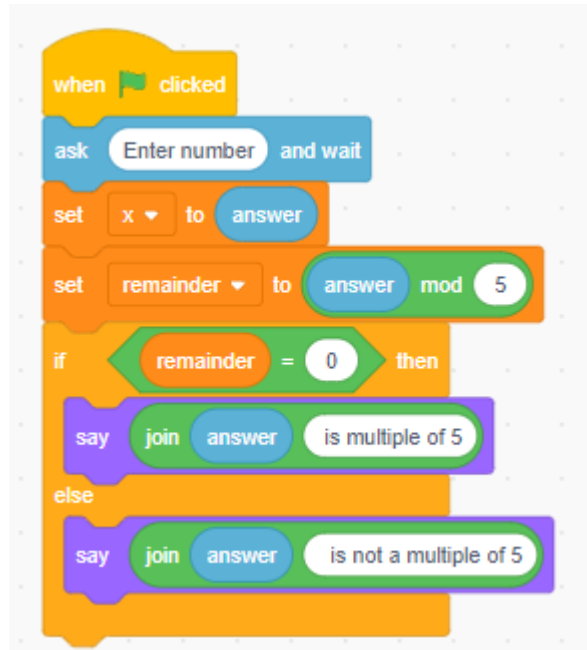 when clicked
ask Enter number and wait
set x to answer
set remainder to answer mod 5
if remainder = 0 then
say join answer is multiple of 5
else
say join answer is not a multiple of 5